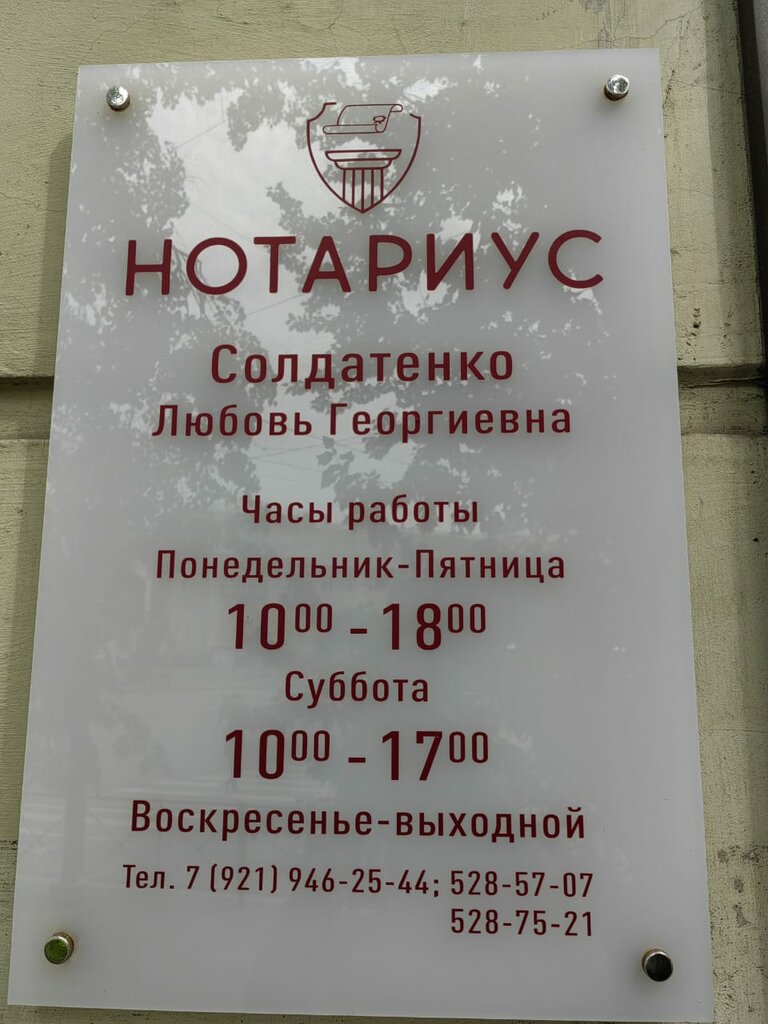 НОТАРИУС
Солдатенко
Любовь Георгиевна
Часы работы
Понедельник-Пятница
10⁰⁰ - 18⁰⁰
Суббота
10⁰⁰ - 17⁰⁰
Воскресенье-выходной
Тел. 7 (921) 946-25-44; 528-57-07
528-75-21